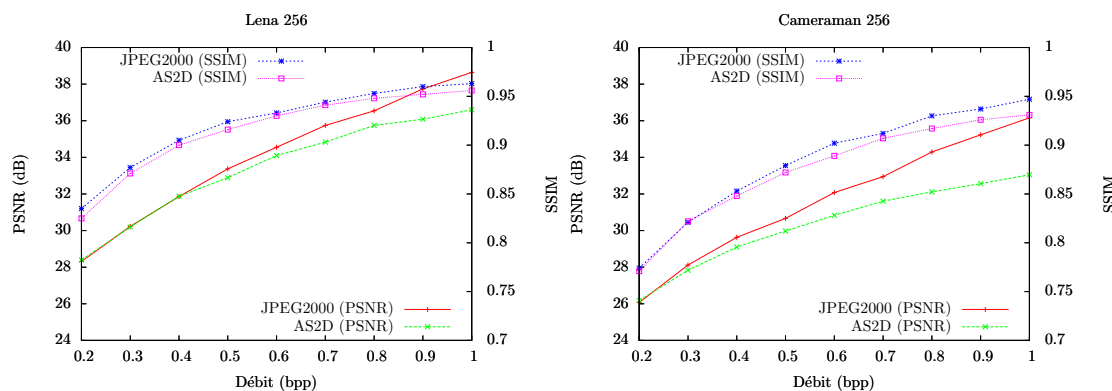 Lena 256
40
38
36
34
32
30
28
26
24
PSNR (dB)
JPEG2000 (SSIM)
AS2D (SSIM)
JPEG2000 (PSNR)
AS2D (PSNR)
1
0.95
0.9
0.85
0.8
0.75
0.7
SSIM
0.2 0.3 0.4 0.5 0.6 0.7 0.8 0.9 1
Débit (bpp)
Cameraman 256
40
38
36
34
32
30
28
26
24
PSNR (dB)
JPEG2000 (SSIM)
AS2D (SSIM)
JPEG2000 (PSNR)
AS2D (PSNR)
1
0.95
0.9
0.85
0.8
0.75
0.7
SSIM
0.2 0.3 0.4 0.5 0.6 0.7 0.8 0.9 1
Débit (bpp)